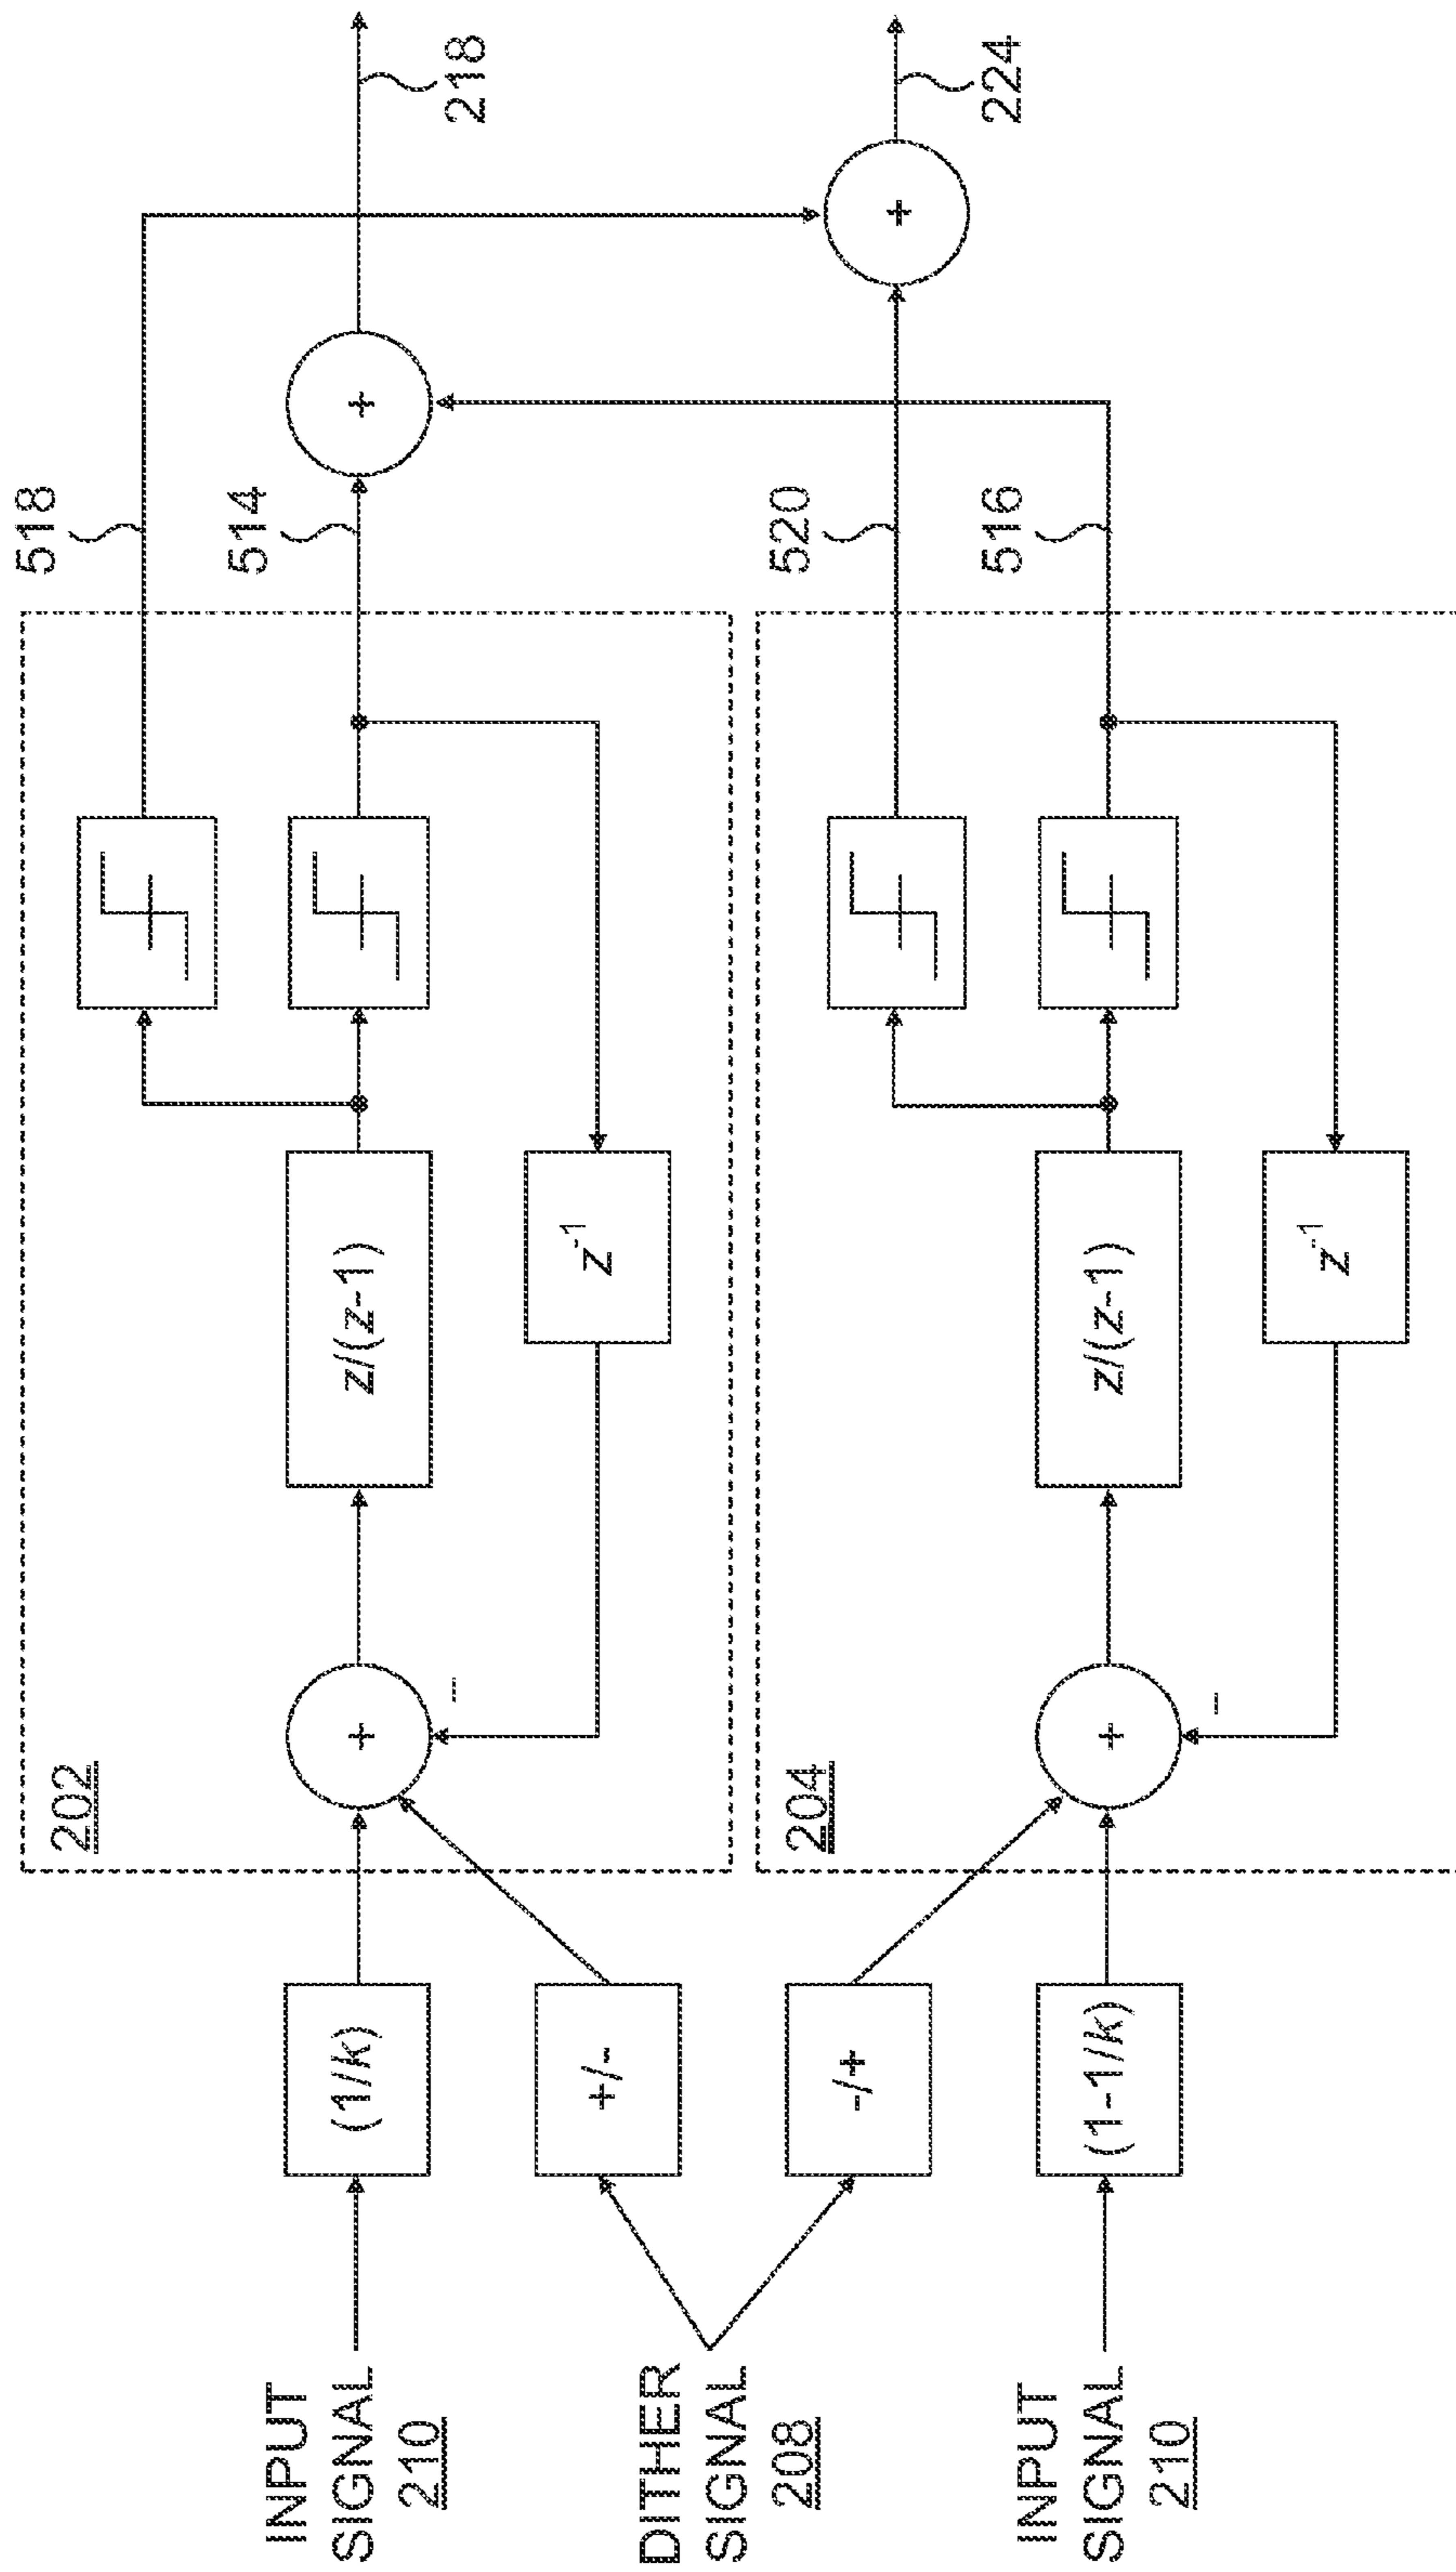 INPUT
SIGNAL
210
DITHER
SIGNAL
208
INPUT
SIGNAL
210
(1/k)
+/-
-/+
(1-1/k)
202
+
−
z/(z-1)
z⁻¹
204
+
−
z/(z-1)
z⁻¹
518
514
520
516
+
+
218
224